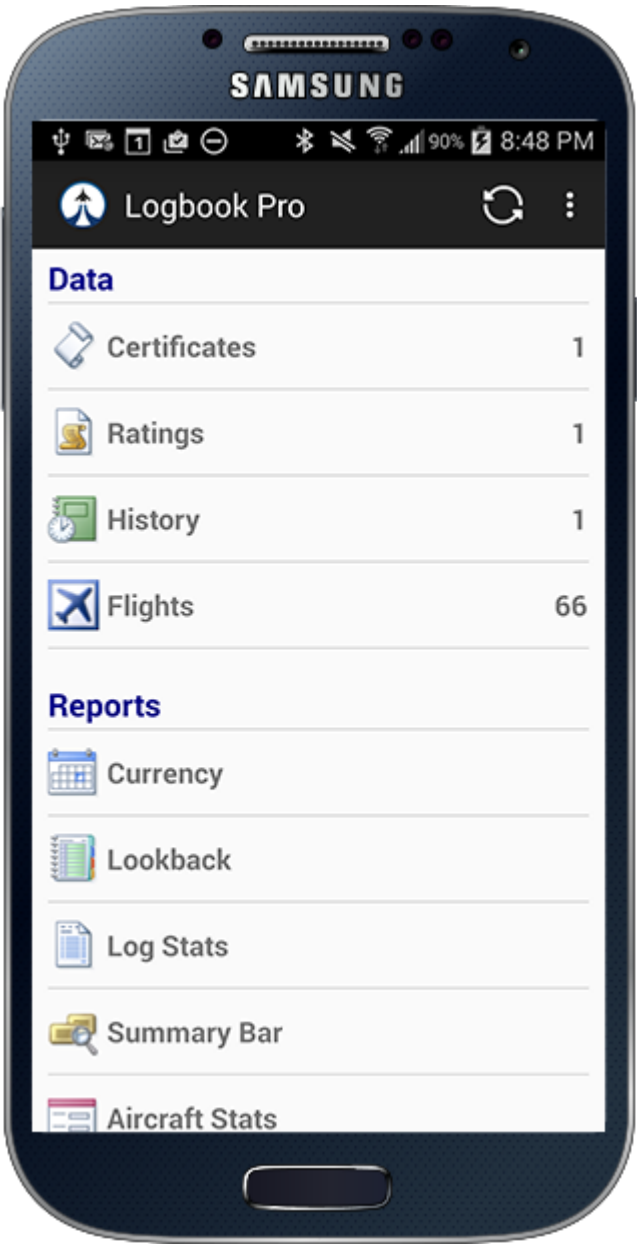 SAMSUNG
1 90% 8:48 PM
Logbook Pro
Data
Certificates 1
Ratings 1
History 1
Flights 66
Reports
Currency
Lookback
Log Stats
Summary Bar
Aircraft Stats